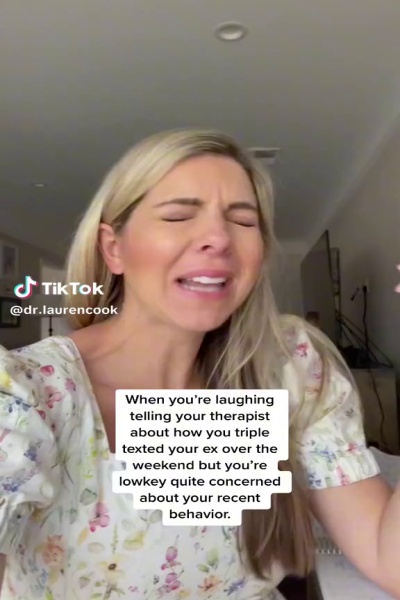 TikTok
@dr.laurencook
When you're laughing
telling your therapist
about how you triple
texted your ex over the
weekend but you're
lowkey quite concerned
about your recent
behavior.